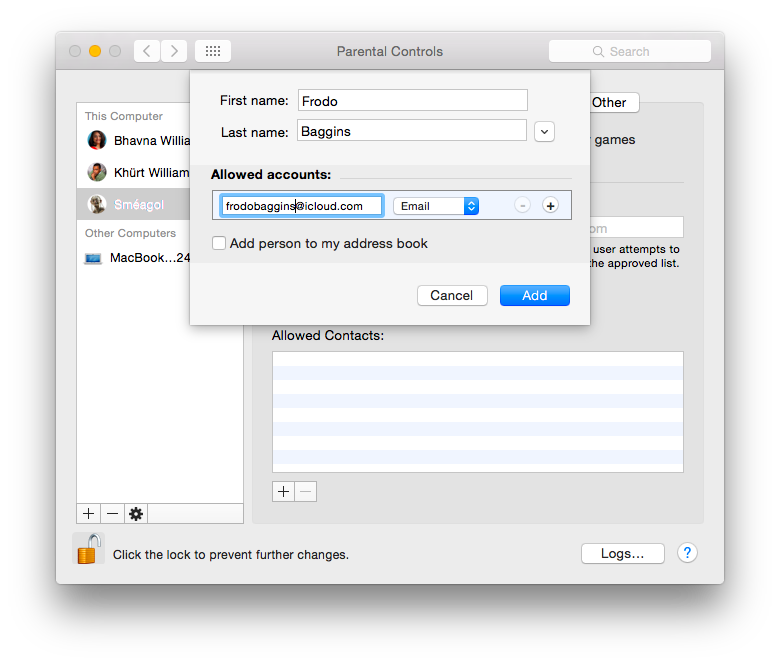 Parental Controls
Search
First name: Frodo
Last name: Baggins
Allowed accounts:
frodobaggins@icloud.com Email
Add person to my address book
Cancel Add
This Computer
Bhavna Willia
Khürt William
Sméagol
Other Computers
MacBook...24
Other
games
om
user attempts to
the approved list.
Allowed Contacts:
Click the lock to prevent further changes.
Logs... ?